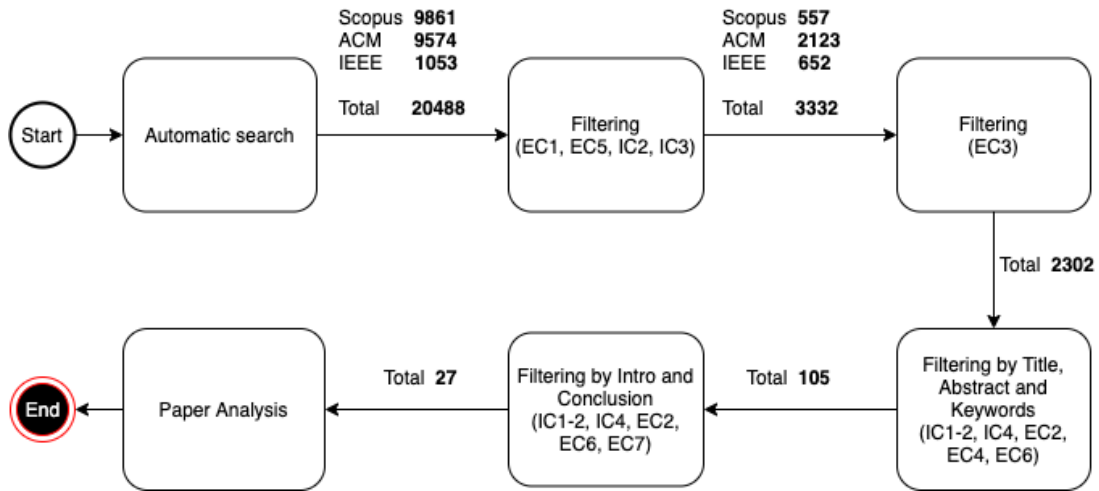 Scopus 9861
ACM 9574
IEEE 1053
Total 20488
Scopus 557
ACM 2123
IEEE 652
Total 3332
Start
Automatic search
Filtering
(EC1, EC5, IC2, IC3)
Filtering
(EC3)
Total 2302
Filtering by Title,
Abstract and
Keywords
(IC1-2, IC4, EC2,
EC4, EC6)
Total 105
Filtering by Intro and
Conclusion
(IC1-2, IC4, EC2,
EC6, EC7)
Total 27
Paper Analysis
End